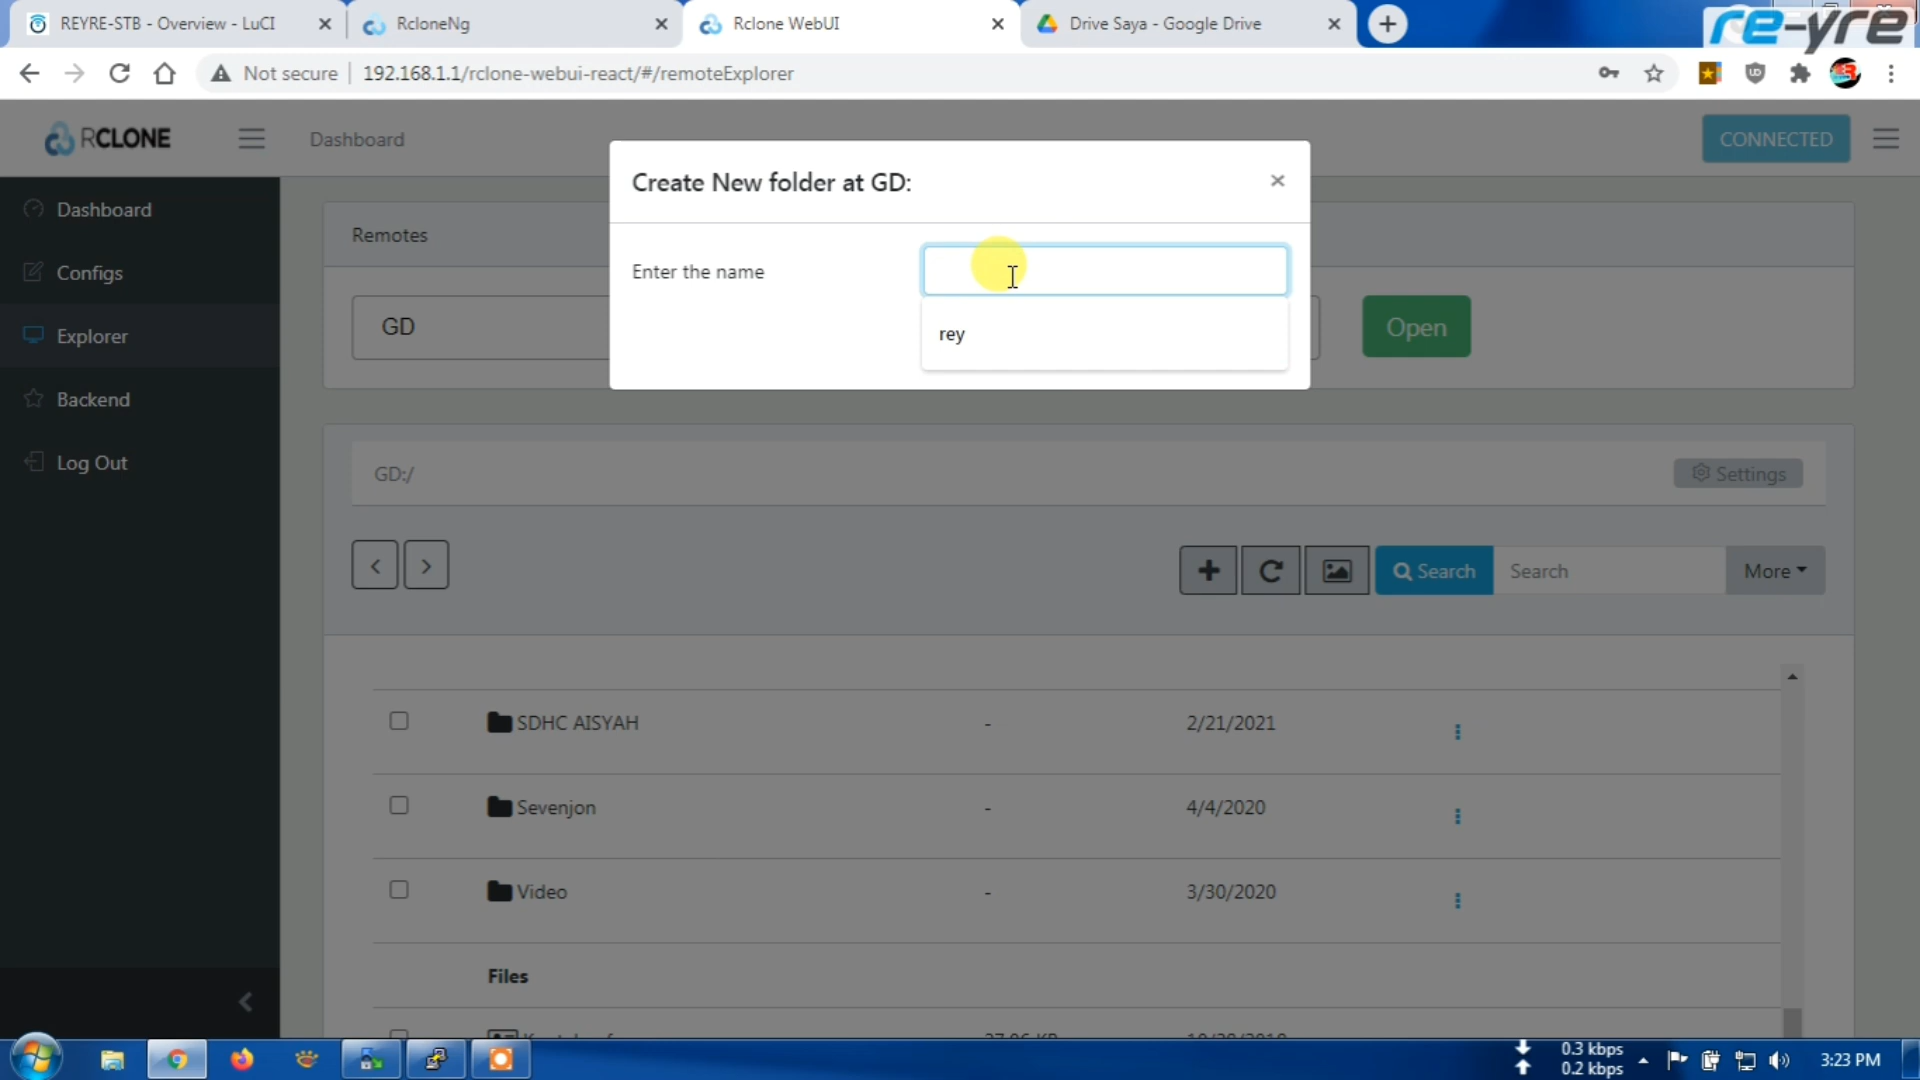 REYRE-STB - Overview - LuCI
RcloneNg
Rclone WebUI
Drive Saya - Google Drive
re-yre
Not secure
192.168.1.1/rclone-webui-react/#/remoteExplorer
RCLONE
Dashboard
CONNECTED
Create New folder at GD:
Enter the name
rey
Dashboard
Configs
Explorer
Backend
Log Out
Remotes
GD
Open
GD:/
Settings
Search
Search
More
SDHC AISYAH - 2/21/2021
Sevenjon - 4/4/2020
Video - 3/30/2020
Files
0.3 kbps
0.2 kbps
3:23 PM